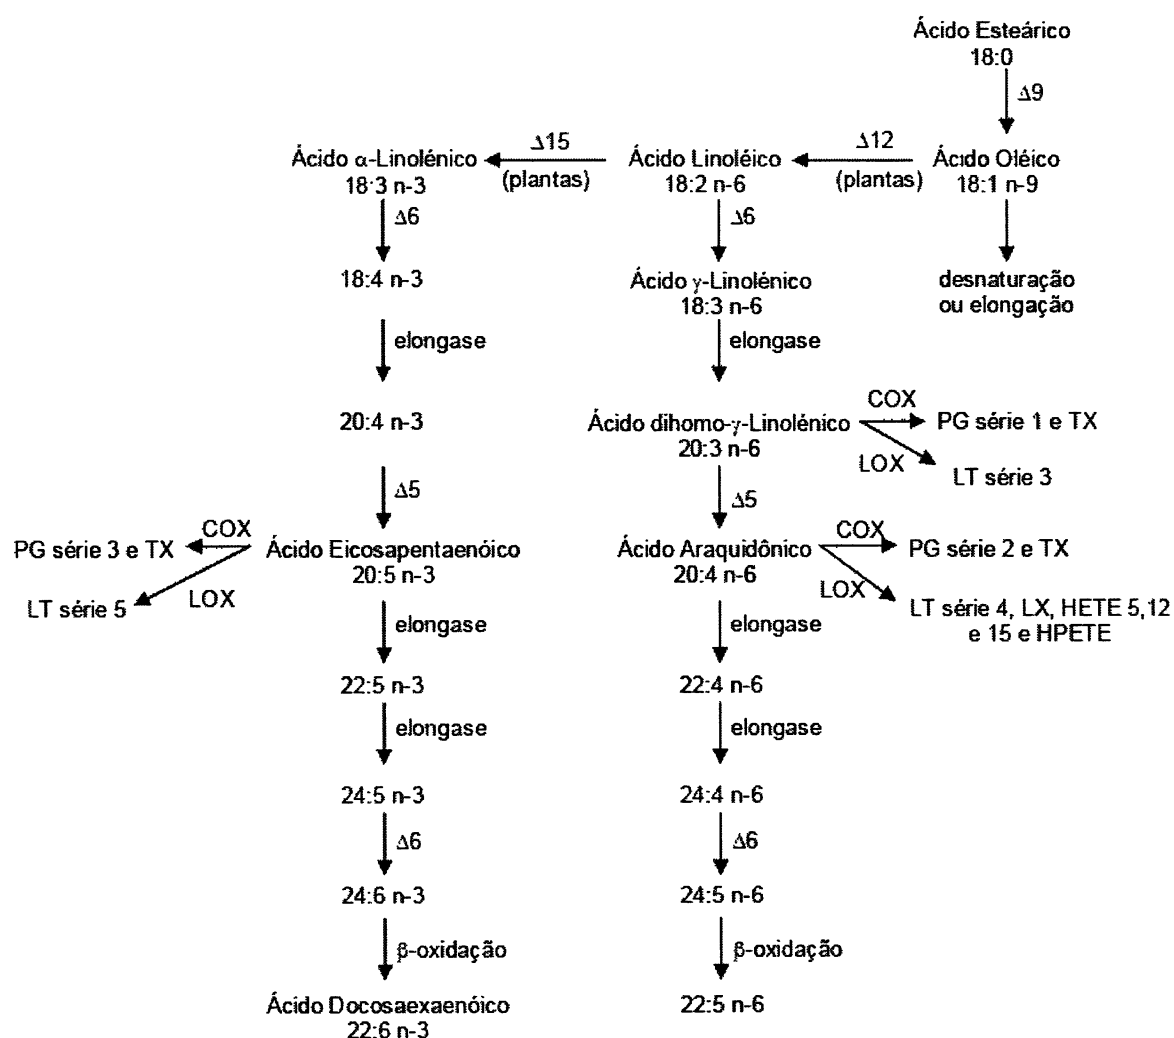 Ácido Esteárico
18:0
Δ9
Δ15
Δ12
Ácido α-Linolénico
Ácido Linoléico
Ácido Oléico
18:3 n-3
(plantas)
18:2 n-6
(plantas)
18:1 n-9
Δ6
Δ6
18:4 n-3
Ácido γ-Linolénico
18:3 n-6
desnaturação
ou elongação
elongase
elongase
20:4 n-3
Ácido dihomo-γ-Linolénico
20:3 n-6
COX
PG série 1 e TX
LOX
LT série 3
Δ5
Δ5
PG série 3 e TX
COX
Ácido Eicosapentaenóico
20:5 n-3
LOX
LT série 5
Ácido Araquidônico
20:4 n-6
COX
PG série 2 e TX
LOX
LT série 4, LX, HETE 5,12
e 15 e HPETE
elongase
elongase
22:5 n-3
22:4 n-6
elongase
elongase
24:5 n-3
24:4 n-6
Δ6
Δ6
24:6 n-3
24:5 n-6
β-oxidação
β-oxidação
Ácido Docosaexaenóico
22:6 n-3
22:5 n-6